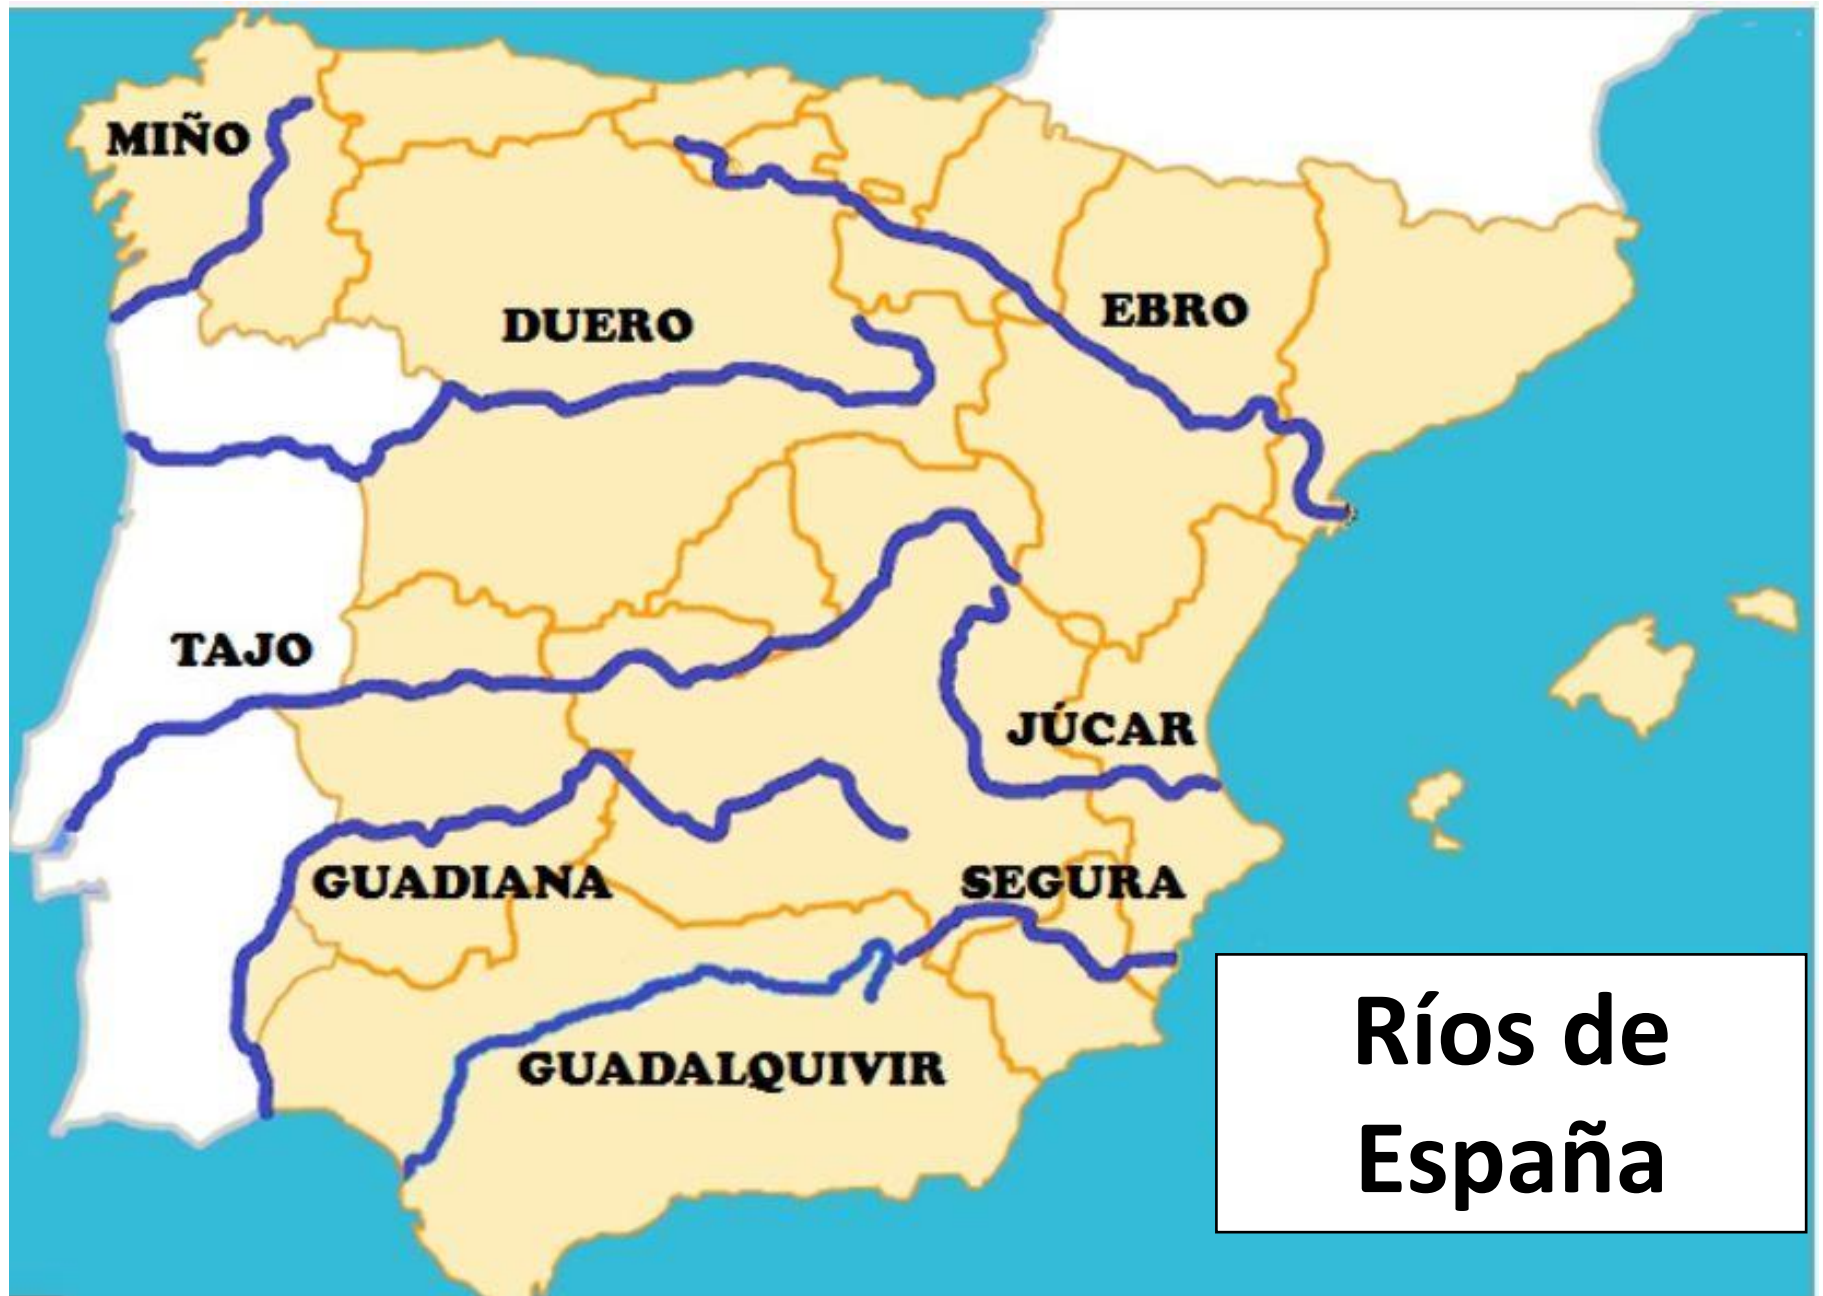 MIÑO
DUERO
EBRO
TAJO
JÚCAR
GUADIANA
SEGURA
GUADALQUIVIR
Ríos de
España